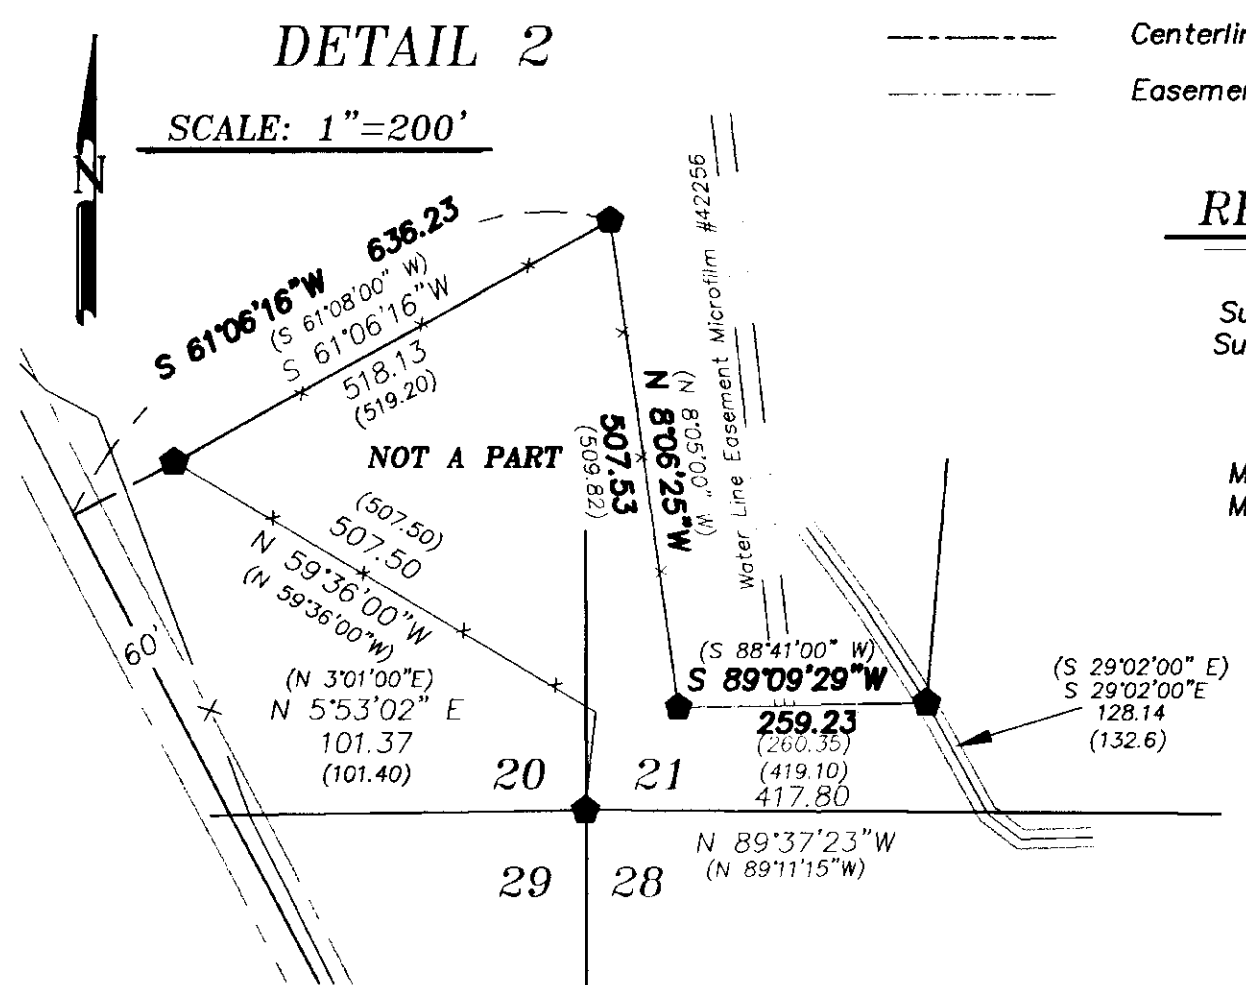 DETAIL 2
SCALE: 1"=200'
N
Centerlin
Easemen
RE
Su
Su
M
M
S 61°06'16"W 636.23
(S 61°08'00" W)
S 61°06'16"W
518.13
(519.20)
NOT A PART
(507.50)
507.50
N 59°36'00"W
(N 59°36'00"W)
N 8°06'25"W
(N 8°05'00" W)
507.53
(509.82)
Water Line Easement Microfilm #42256
60'
(N 3°01'00"E)
N 5°53'02" E
101.37
(101.40)
(S 88°41'00" W)
S 89°09'29"W
259.23
(260.35)
(419.10)
417.80
(S 29°02'00" E)
S 29°02'00"E
128.14
(132.6)
20 21
N 89°37'23"W
(N 89°11'15"W)
29 28